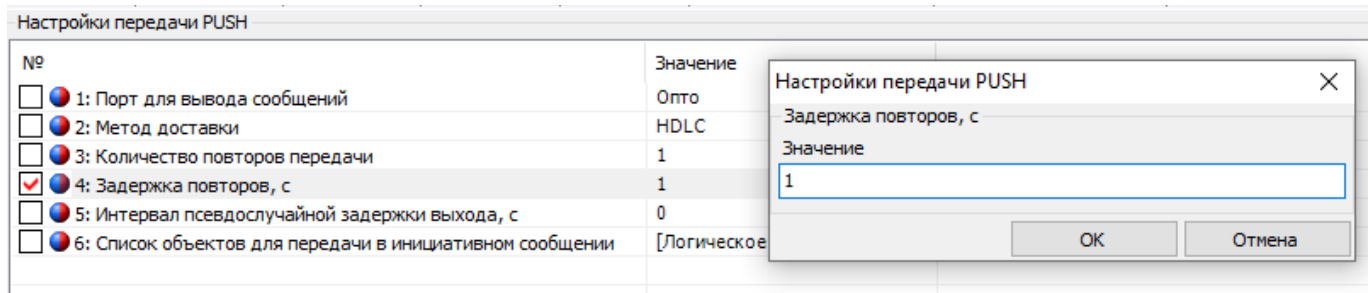 Настройки передачи PUSH
№ Значение
1: Порт для вывода сообщений Опто
2: Метод доставки HDLC
3: Количество повторов передачи 1
4: Задержка повторов, с 1
5: Интервал псевдослучайной задержки выхода, с 0
6: Список объектов для передачи в инициативном сообщении [Логическое
Настройки передачи PUSH
Задержка повторов, с
Значение
1
OK Отмена